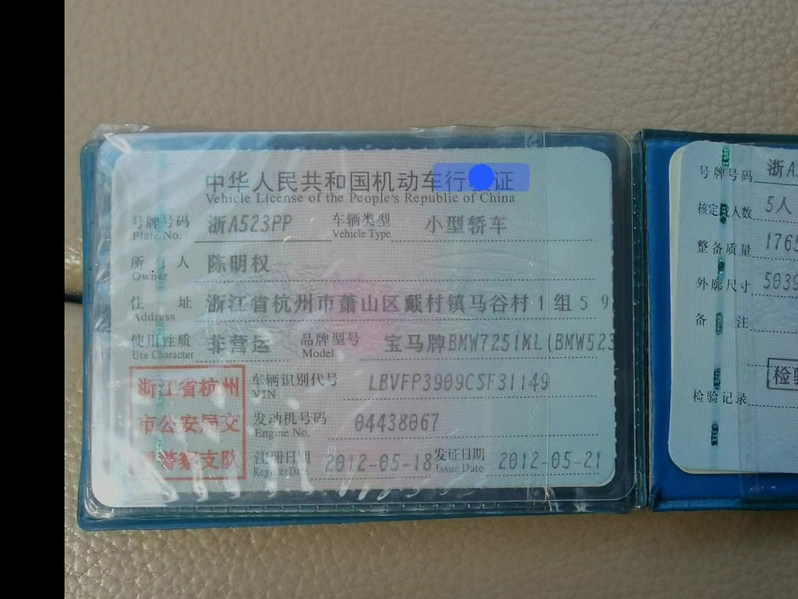 中华人民共和国机动车行 证
Vehicle License of the People's Republic of China
号牌号码 Plate No. 浙A523PP 车辆类型 Vehicle Type 小型轿车
所 人 Owner 陈明权
住 址 Address 浙江省杭州市萧山区戴村镇马谷村1组59
使用性质 Use Character 非营运 品牌型号 Model 宝马牌BMW7251ML(BMW523
浙江省杭州
市公安局交
警察支队
车辆识别代号 VIN LBVFP3909CSF31149
发动机号码 Engine No. 04438067
注册日期 Register Date 2012-05-18 发证日期 Issue Date 2012-05-21
号牌号码 浙A5
核定 人数 5人
整备质量 1765
外廓尺寸 5039
备 注
检验
检验记录